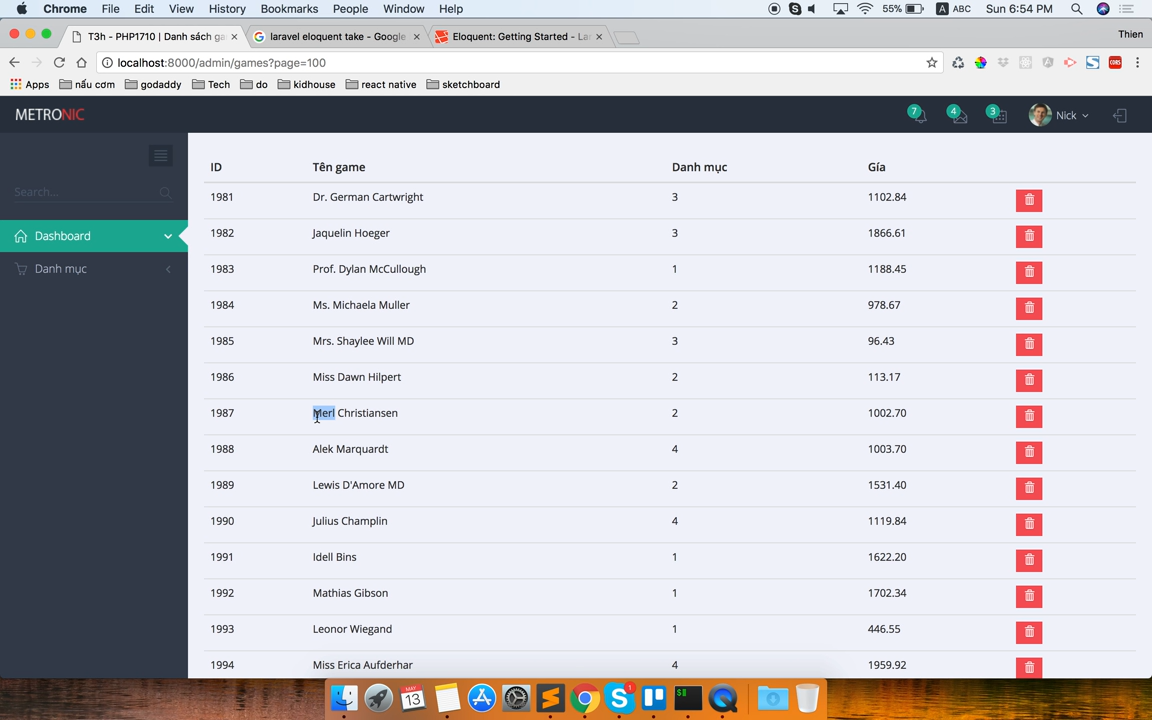 Chrome File Edit View History Bookmarks People Window Help 55% A ABC Sun 6:54 PM
T3h - PHP1710 | Danh sách ga × laravel eloquent take - Google × Eloquent: Getting Started - La × Thien
localhost:8000/admin/games?page=100
Apps nấu cơm godaddy Tech do kidhouse react native sketchboard
METRONIC 7 4 3 Nick
Search...
Dashboard
Danh mục
ID Tên game Danh mục Gía
1981 Dr. German Cartwright 3 1102.84
1982 Jaquelin Hoeger 3 1866.61
1983 Prof. Dylan McCullough 1 1188.45
1984 Ms. Michaela Muller 2 978.67
1985 Mrs. Shaylee Will MD 3 96.43
1986 Miss Dawn Hilpert 2 113.17
1987 Merl Christiansen 2 1002.70
1988 Alek Marquardt 4 1003.70
1989 Lewis D'Amore MD 2 1531.40
1990 Julius Champlin 4 1119.84
1991 Idell Bins 1 1622.20
1992 Mathias Gibson 1 1702.34
1993 Leonor Wiegand 1 446.55
1994 Miss Erica Aufderhar 4 1959.92
MAY
13
1